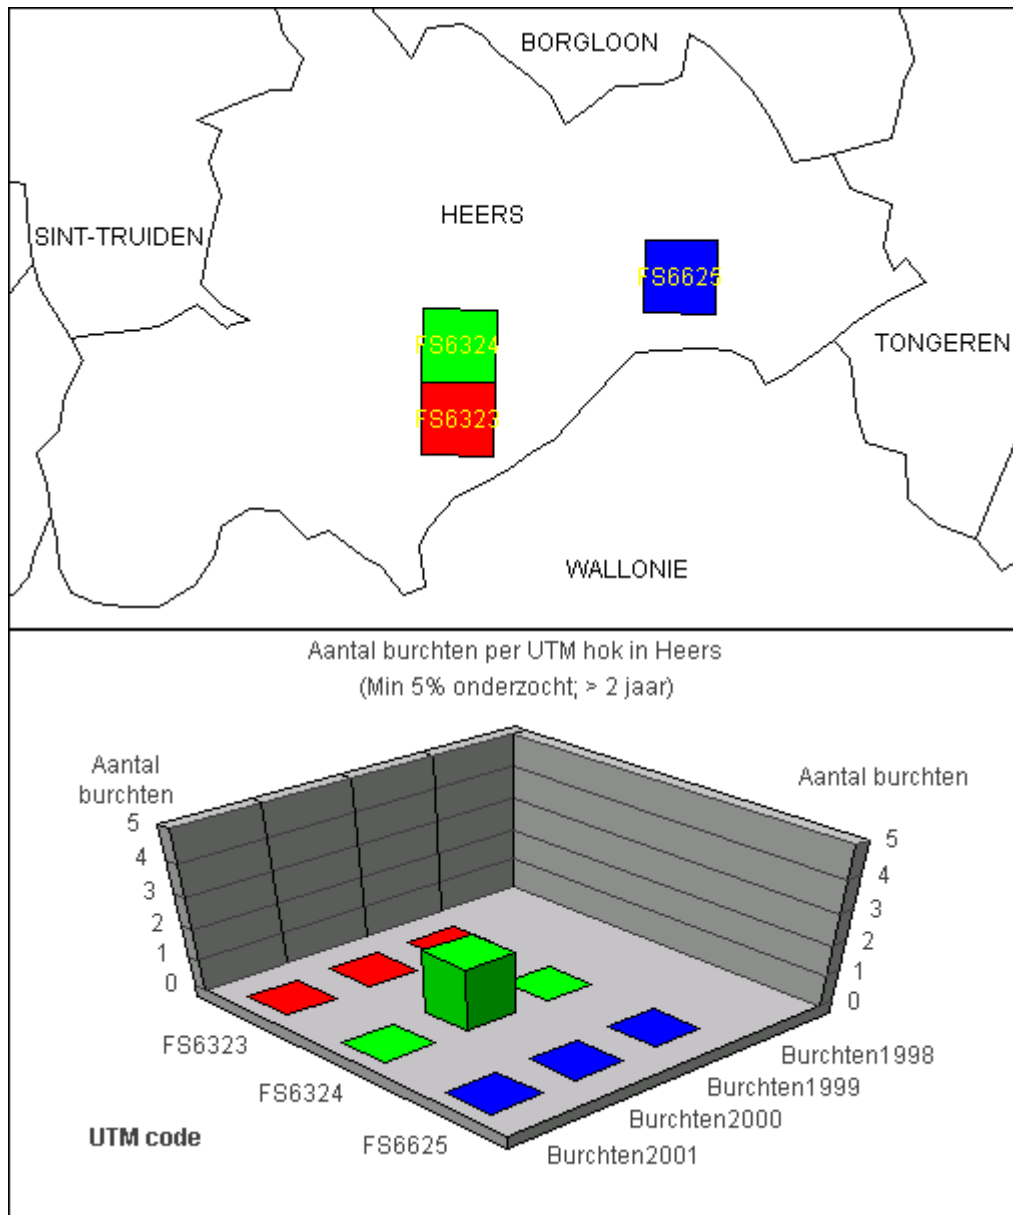 BORGLOON
HEERS
SINT-TRUIDEN
FS6625
FS6324
TONGEREN
FS6323
WALLONIE
Aantal burchten per UTM hok in Heers
(Min 5% onderzocht; > 2 jaar)
Aantal
burchten
Aantal burchten
5
4
3
2
1
0
5
4
3
2
1
0
FS6323
FS6324
FS6625
UTM code
Burchten1998
Burchten1999
Burchten2000
Burchten2001